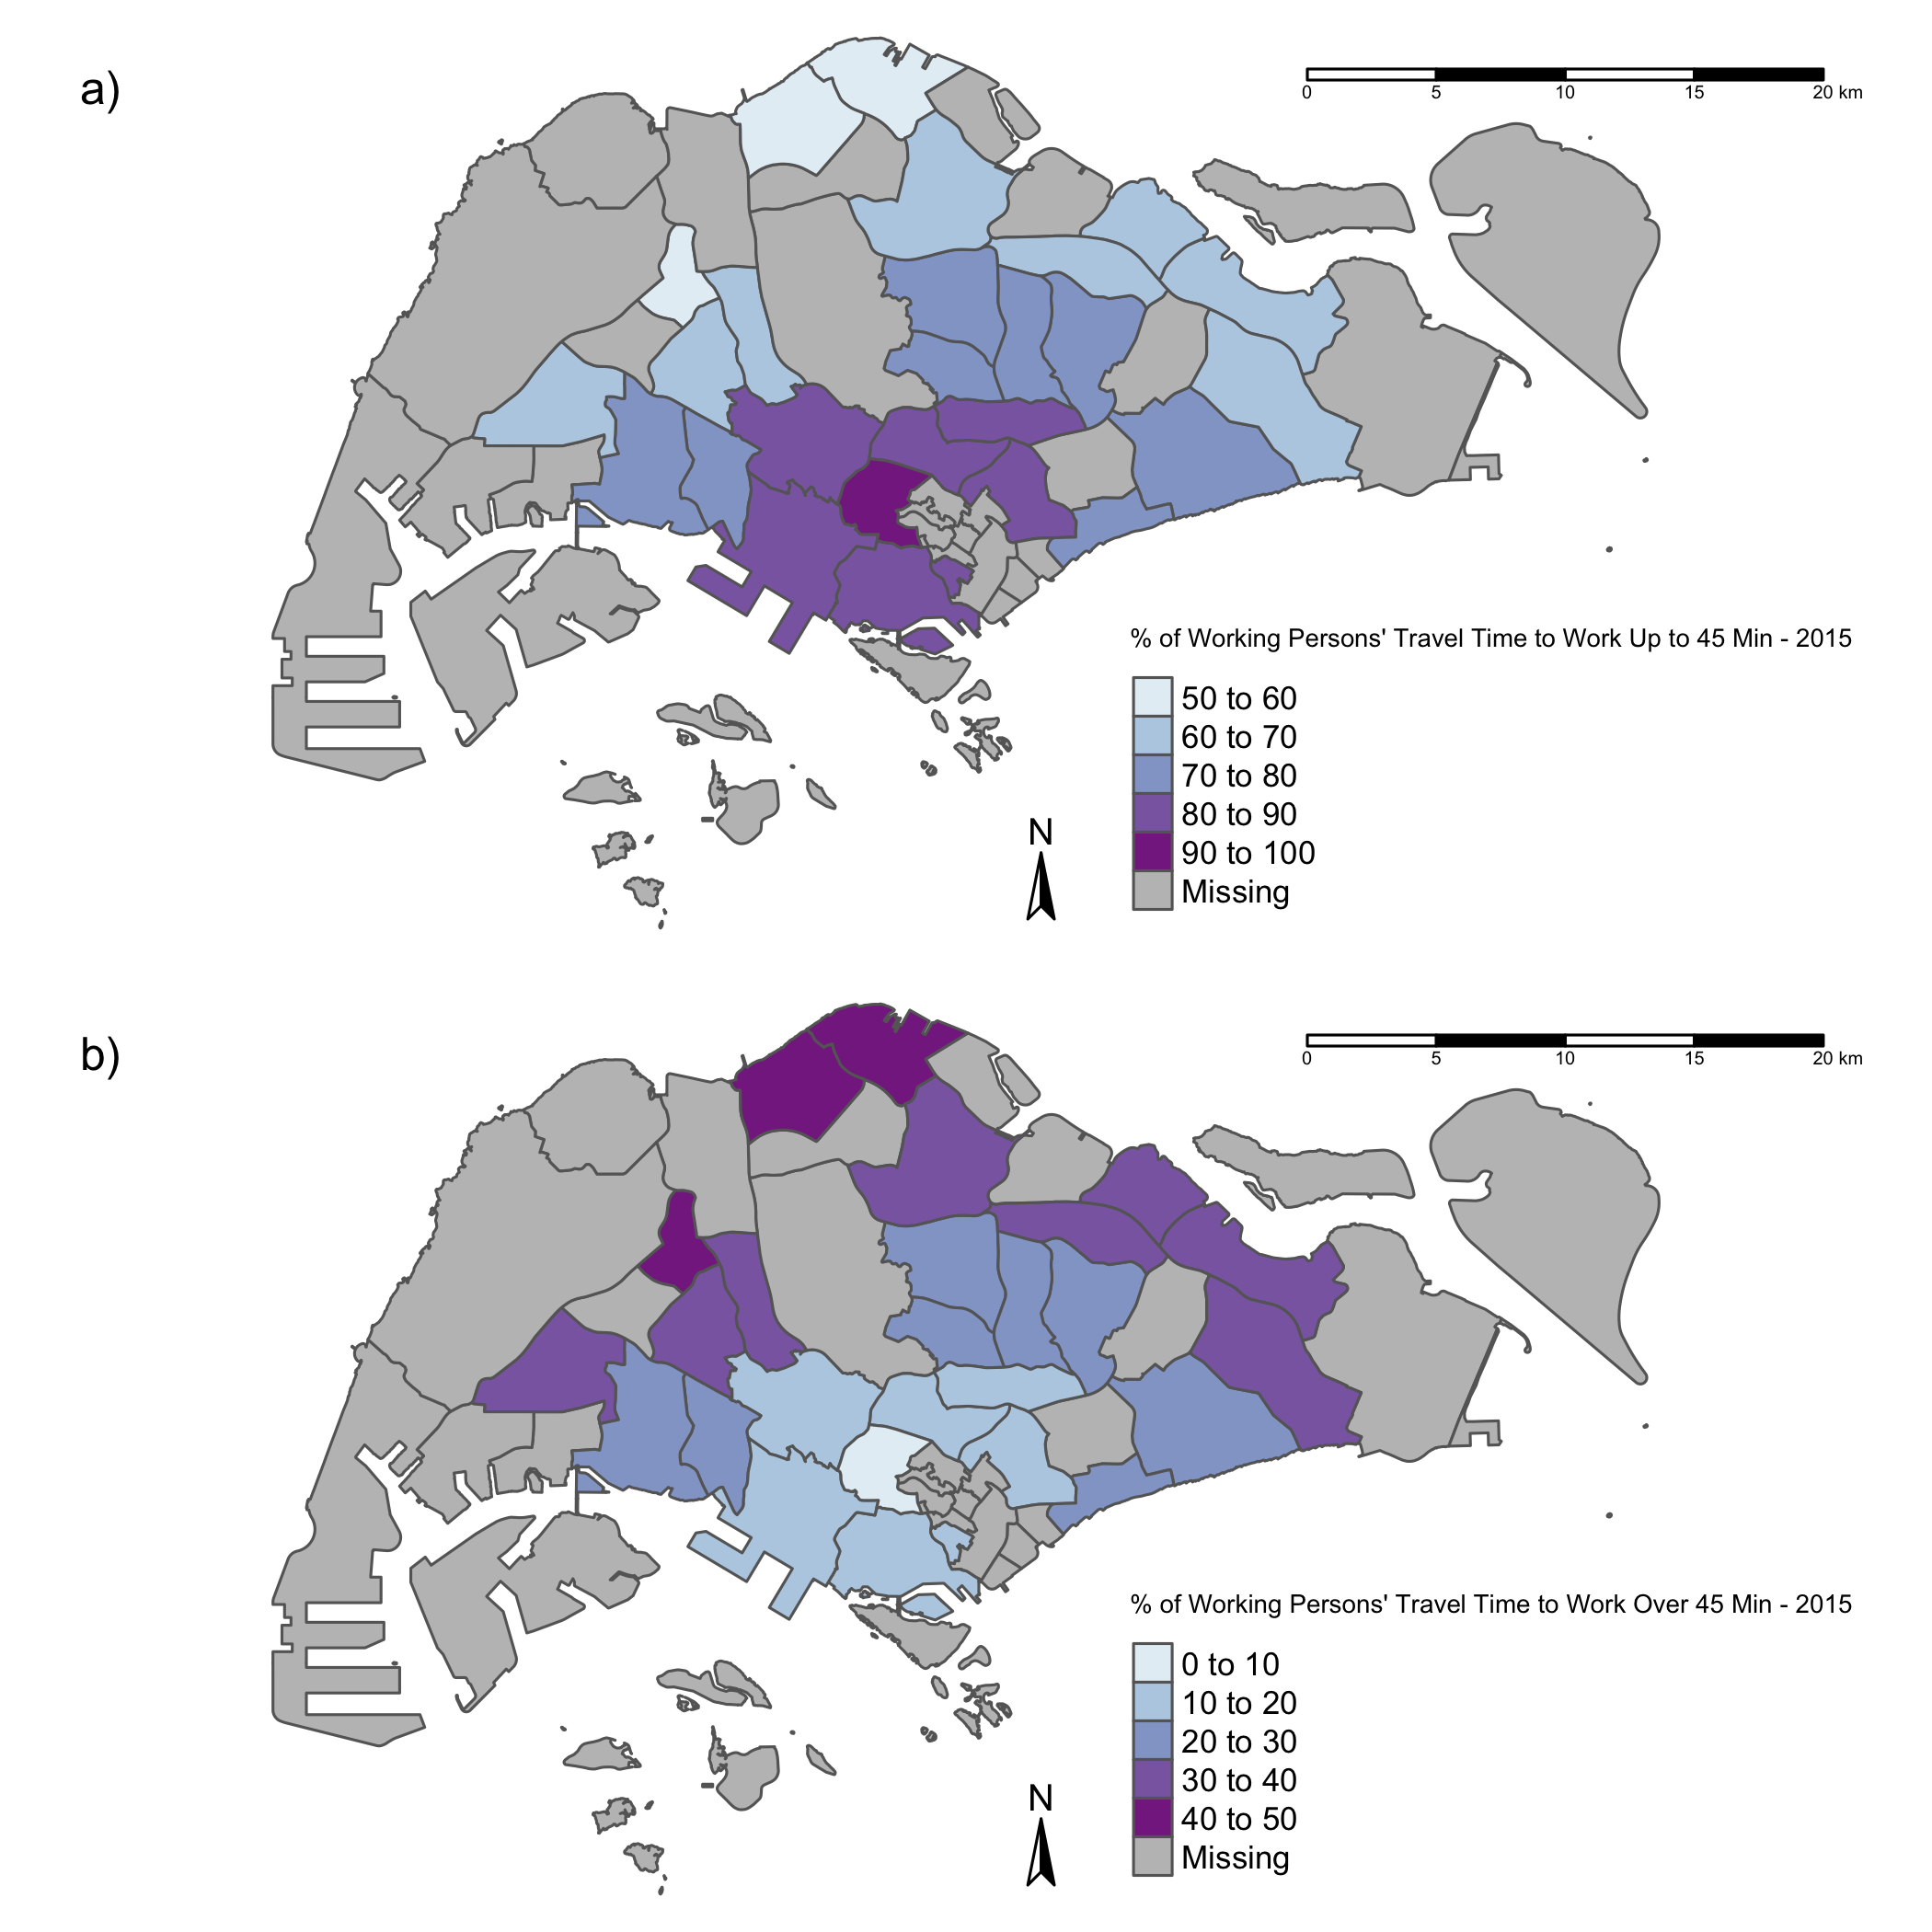 a)
0 5 10 15 20 km
% of Working Persons' Travel Time to Work Up to 45 Min - 2015
50 to 60
60 to 70
70 to 80
80 to 90
90 to 100
Missing
N
b)
0 5 10 15 20 km
% of Working Persons' Travel Time to Work Over 45 Min - 2015
0 to 10
10 to 20
20 to 30
30 to 40
40 to 50
Missing
N